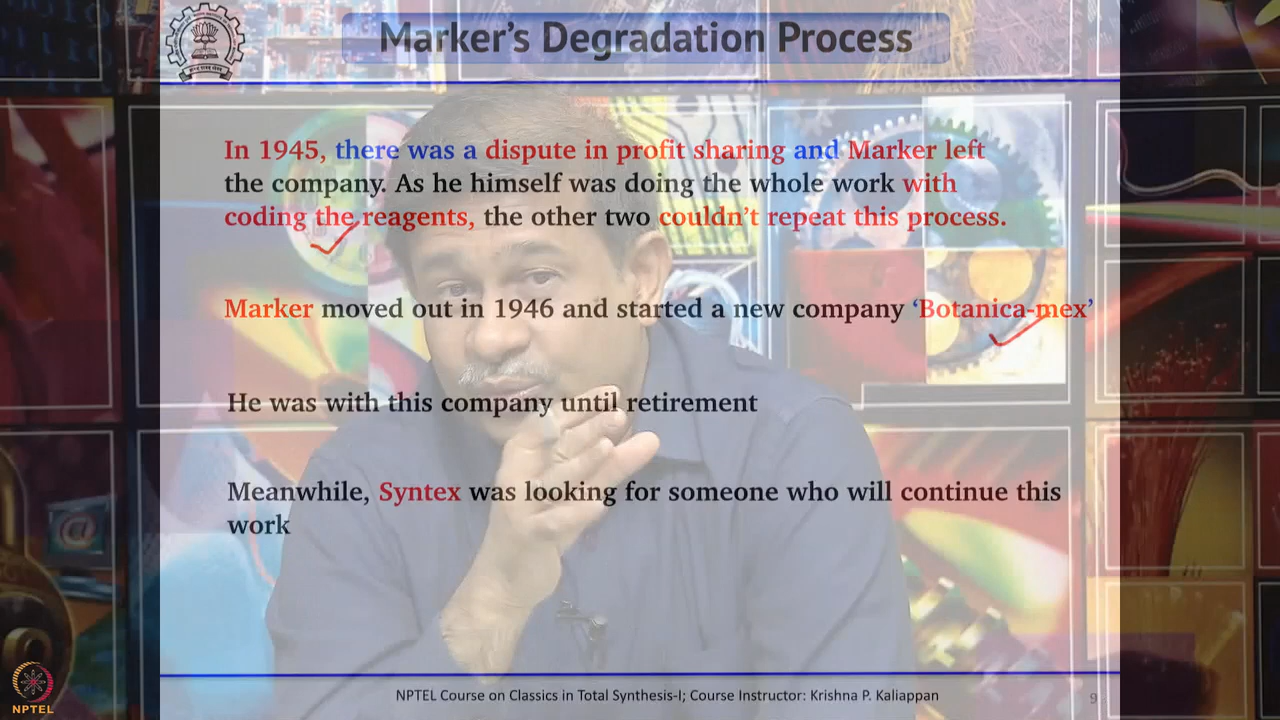 Marker's Degradation Process
In 1945, there was a dispute in profit sharing and Marker left
the company. As he himself was doing the whole work with
coding the reagents, the other two couldn't repeat this process.
Marker moved out in 1946 and started a new company 'Botanica-mex'
He was with this company until retirement
Meanwhile, Syntex was looking for someone who will continue this
work
NPTEL Course on Classics in Total Synthesis-I; Course Instructor: Krishna P. Kaliappan
9
NPTEL